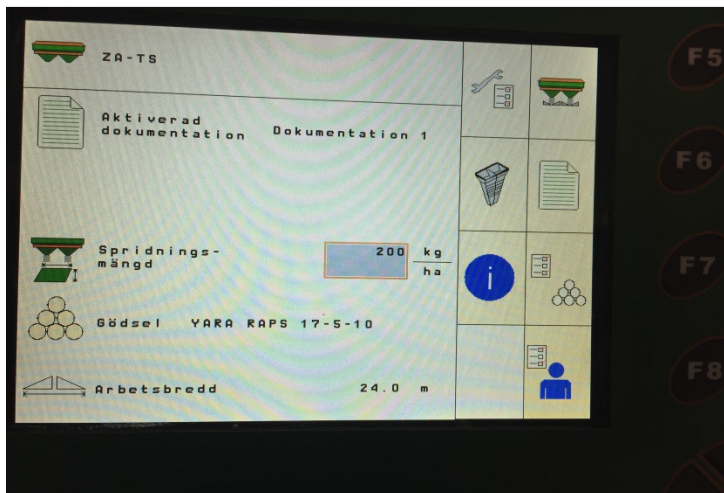 ZA-TS
Aktiverad
dokumentation Dokumentation 1
Spridnings-
mängd
200 kg
ha
Gödsel YARA RAPS 17-5-10
Arbetsbredd 24.0 m
i
F5
F6
F7
F8